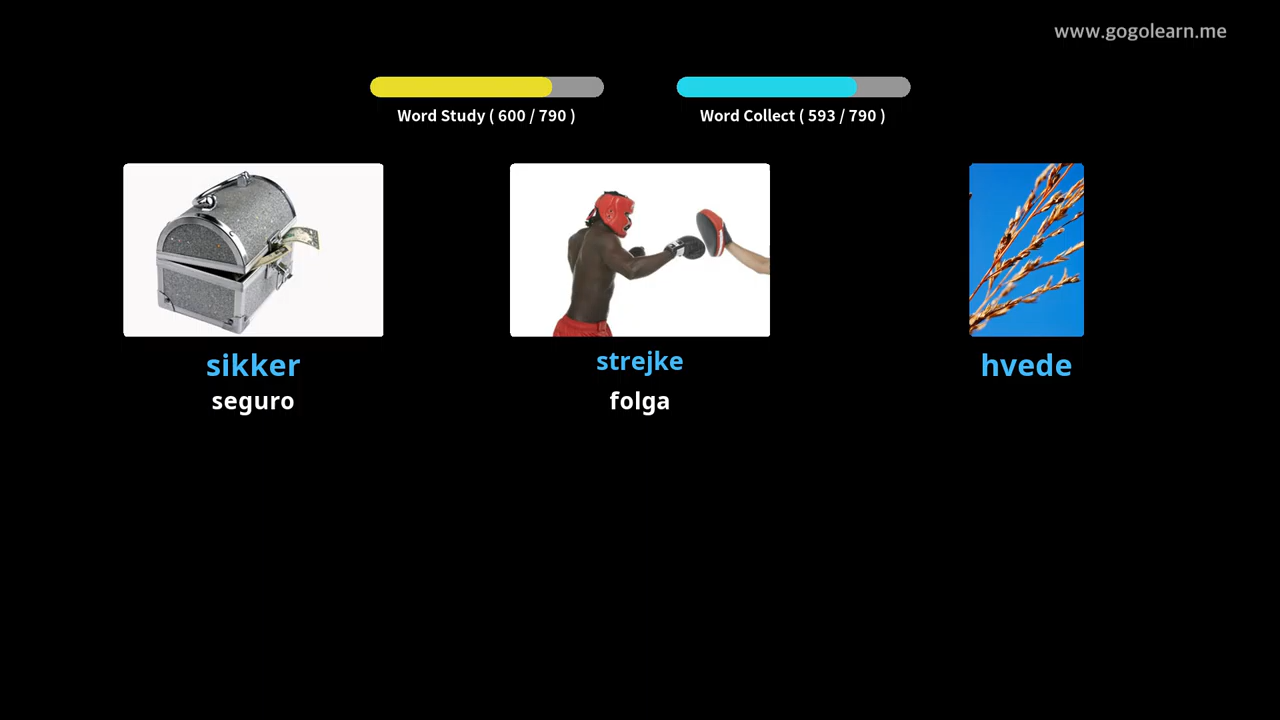 www.gogolearn.me
Word Study ( 600 / 790 )
Word Collect ( 593 / 790 )
sikker
seguro
strejke
folga
hvede